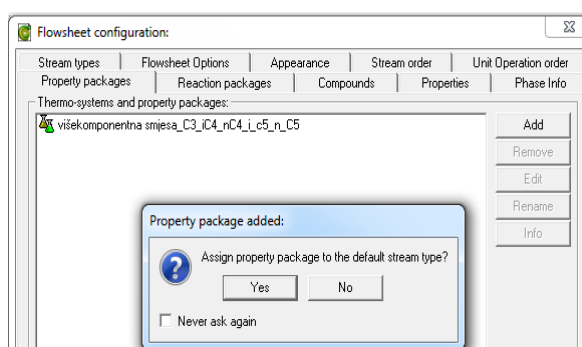 Flowsheet configuration:
Stream types Flowsheet Options Appearance Stream order Unit Operation order
Property packages Reaction packages Compounds Properties Phase Info
Thermo-systems and property packages:
višekomponentna smjesa_C3_iC4_nC4_i_c5_n_C5
Add
Remove
Edit
Rename
Info
Property package added:
Assign property package to the default stream type?
Yes No
Never ask again